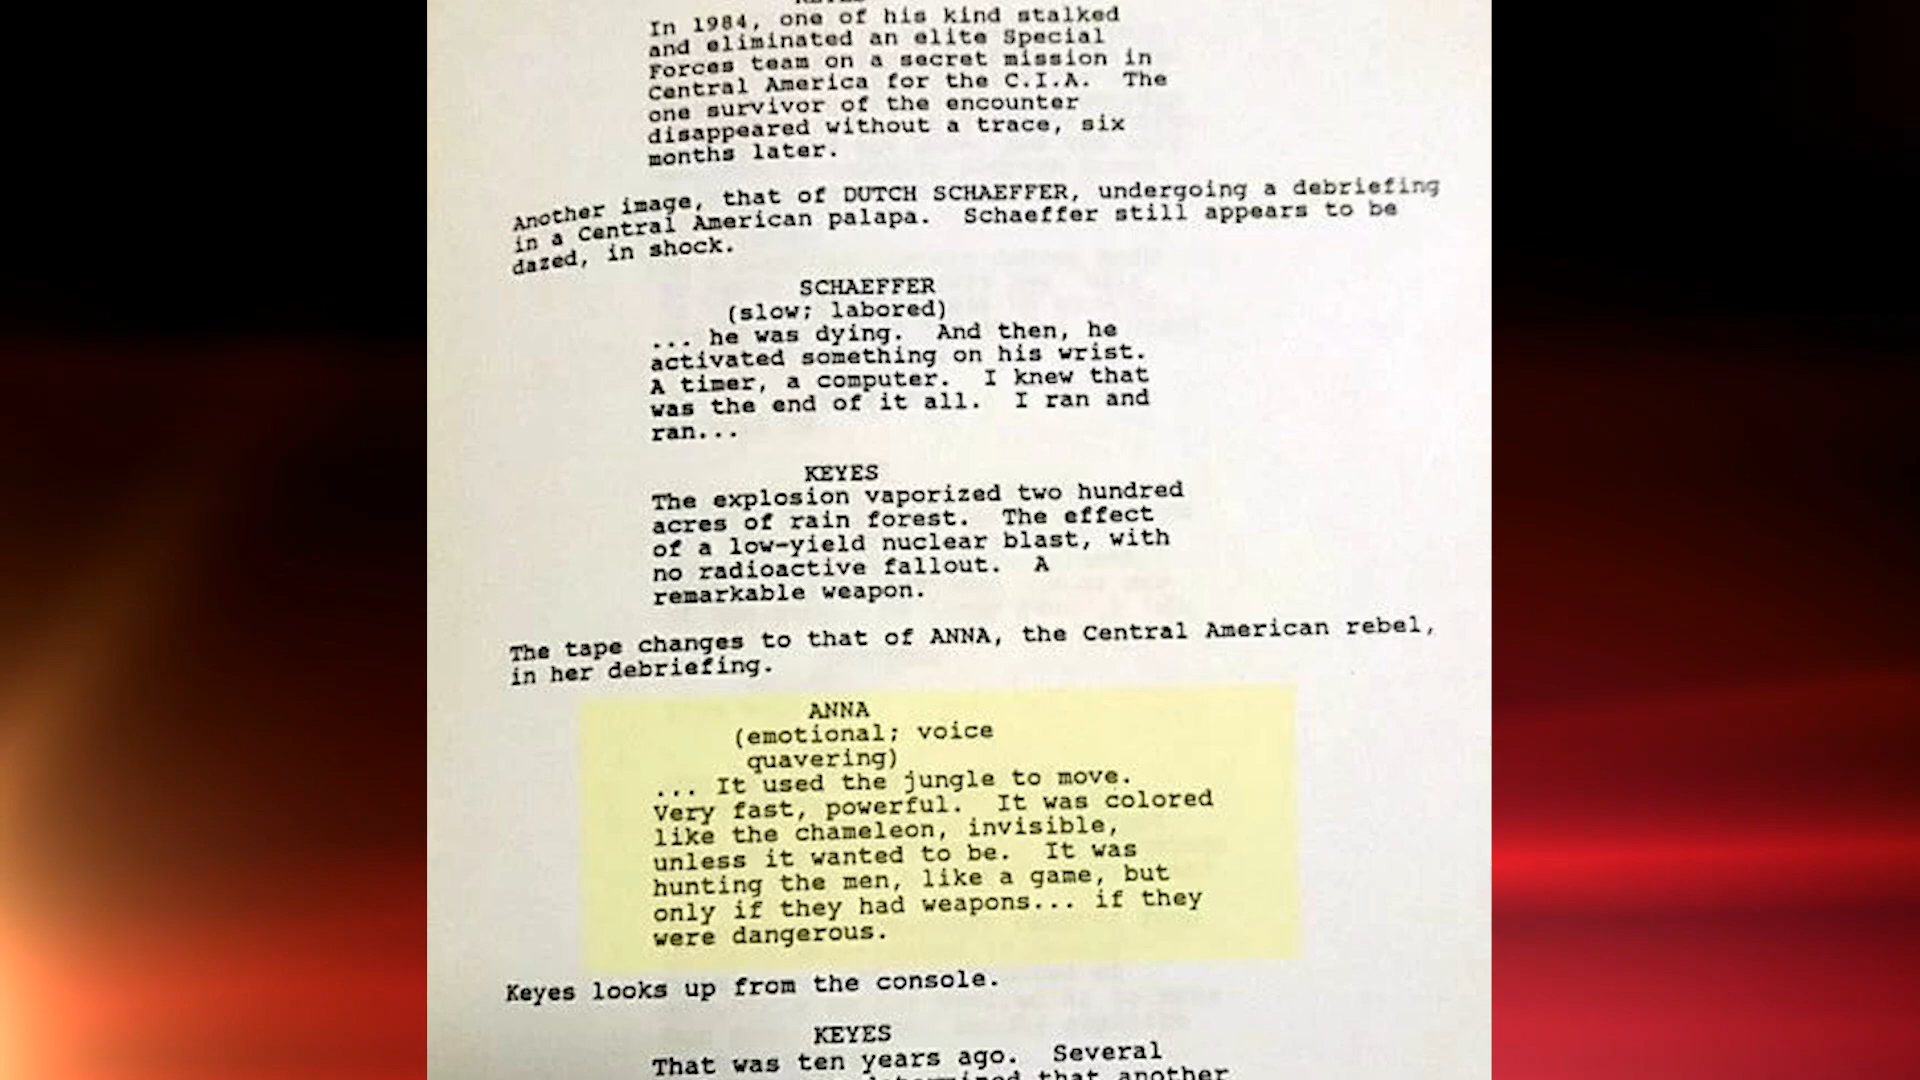 In 1984, one of his kind stalked
and eliminated an elite Special
Forces team on a secret mission in
Central America for the C.I.A. The
one survivor of the encounter
disappeared without a trace, six
months later.
Another image, that of DUTCH SCHAEFFER, undergoing a debriefing
in a Central American palapa. Schaeffer still appears to be
dazed, in shock.
SCHAEFFER
(slow; labored)
... he was dying. And then, he
activated something on his wrist.
A timer, a computer. I knew that
was the end of it all. I ran and
ran...
KEYES
The explosion vaporized two hundred
acres of rain forest. The effect
of a low-yield nuclear blast, with
no radioactive fallout. A
remarkable weapon.
The tape changes to that of ANNA, the Central American rebel,
in her debriefing.
ANNA
(emotional; voice
quavering)
... It used the jungle to move.
Very fast, powerful. It was colored
like the chameleon, invisible,
unless it wanted to be. It was
hunting the men, like a game, but
only if they had weapons... if they
were dangerous.
Keyes looks up from the console.
KEYES
That was ten years ago. Several
determined that another